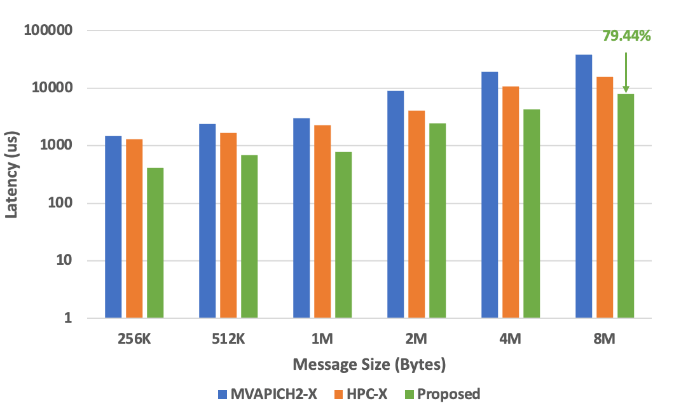 79.44%
100000
10000
1000
100
10
1
Latency (us)
256K 512K 1M 2M 4M 8M
Message Size (Bytes)
MVAPICH2-X HPC-X Proposed